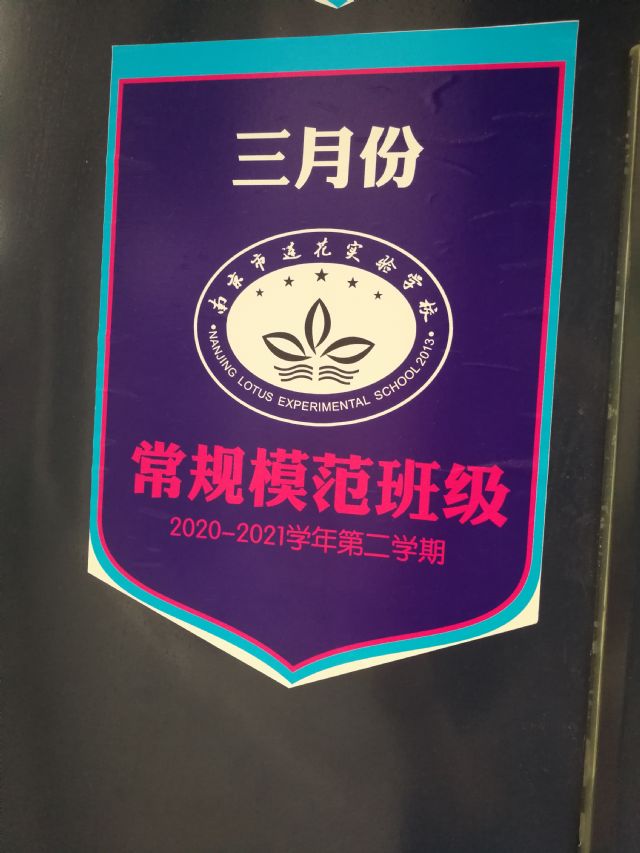 三月份
南京市莲花实验学校
•NANJING LOTUS EXPERIMENTAL SCHOOL 2013•
常规模范班级
2020-2021学年第二学期